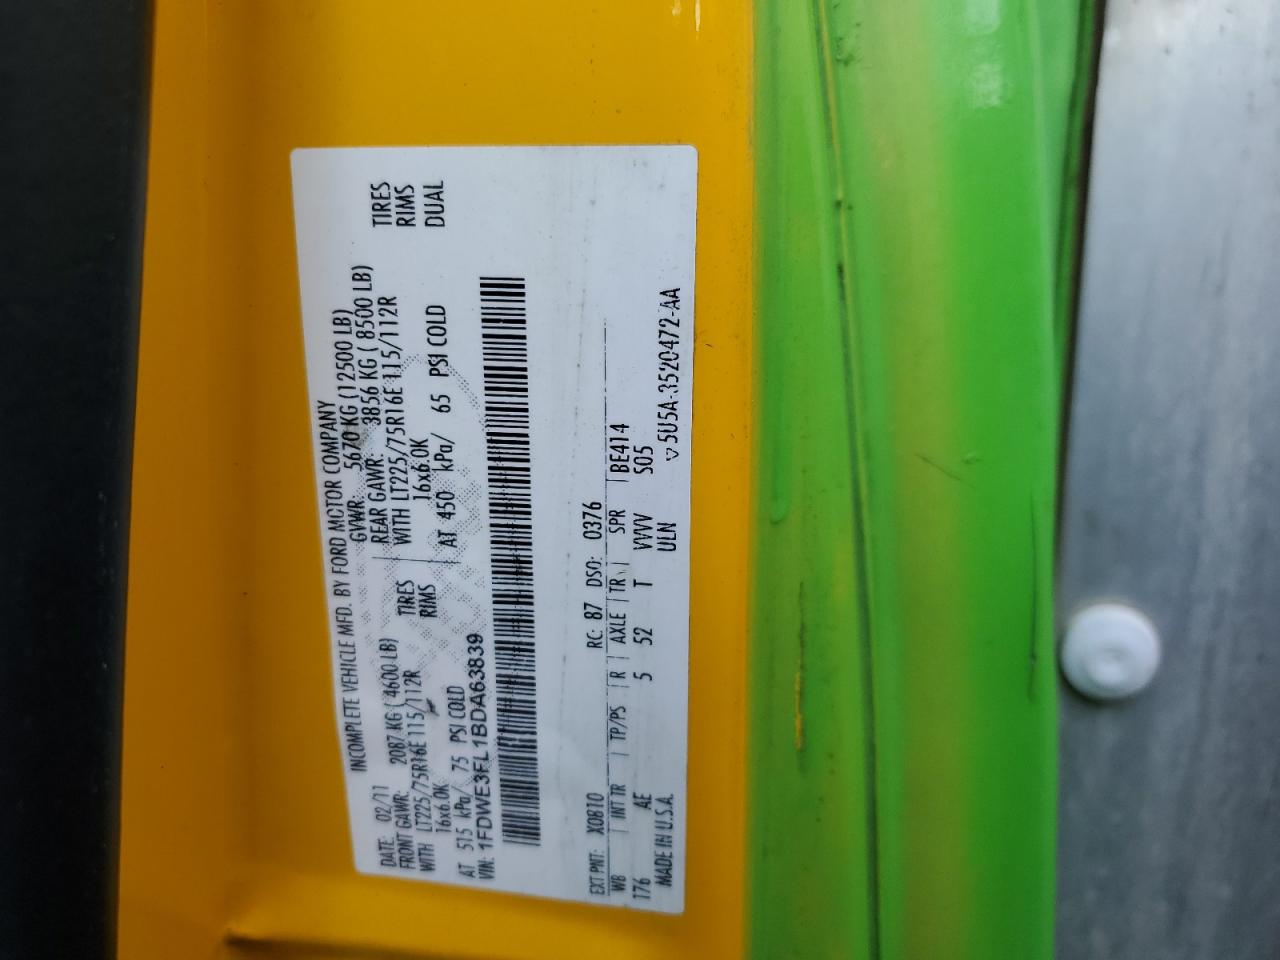 INCOMPLETE VEHICLE MFD. BY FORD MOTOR COMPANY
DATE: 02/11 GVWR: 5670 KG (12500 LB)
FRONT GAWR: 2087 KG ( 4600 LB) REAR GAWR: 3856 KG ( 8500 LB)
WITH LT225/75R16E 115/112R TIRES WITH LT225/75R16E 115/112R TIRES
16x6.0K RIMS 16x6.0K RIMS
AT 515 kPa/ 75 PSI COLD AT 450 kPa/ 65 PSI COLD DUAL
VIN: 1FDWE3FL1BDA63839
EXT PNT: X0810 RC: 87 DSO: 0376
WB INT TR TP/PS R AXLE TR SPR BE414
176 AE 5 52 T VVVV S05
MADE IN U.S.A. ULN ▽ 5U5A-3520472-AA